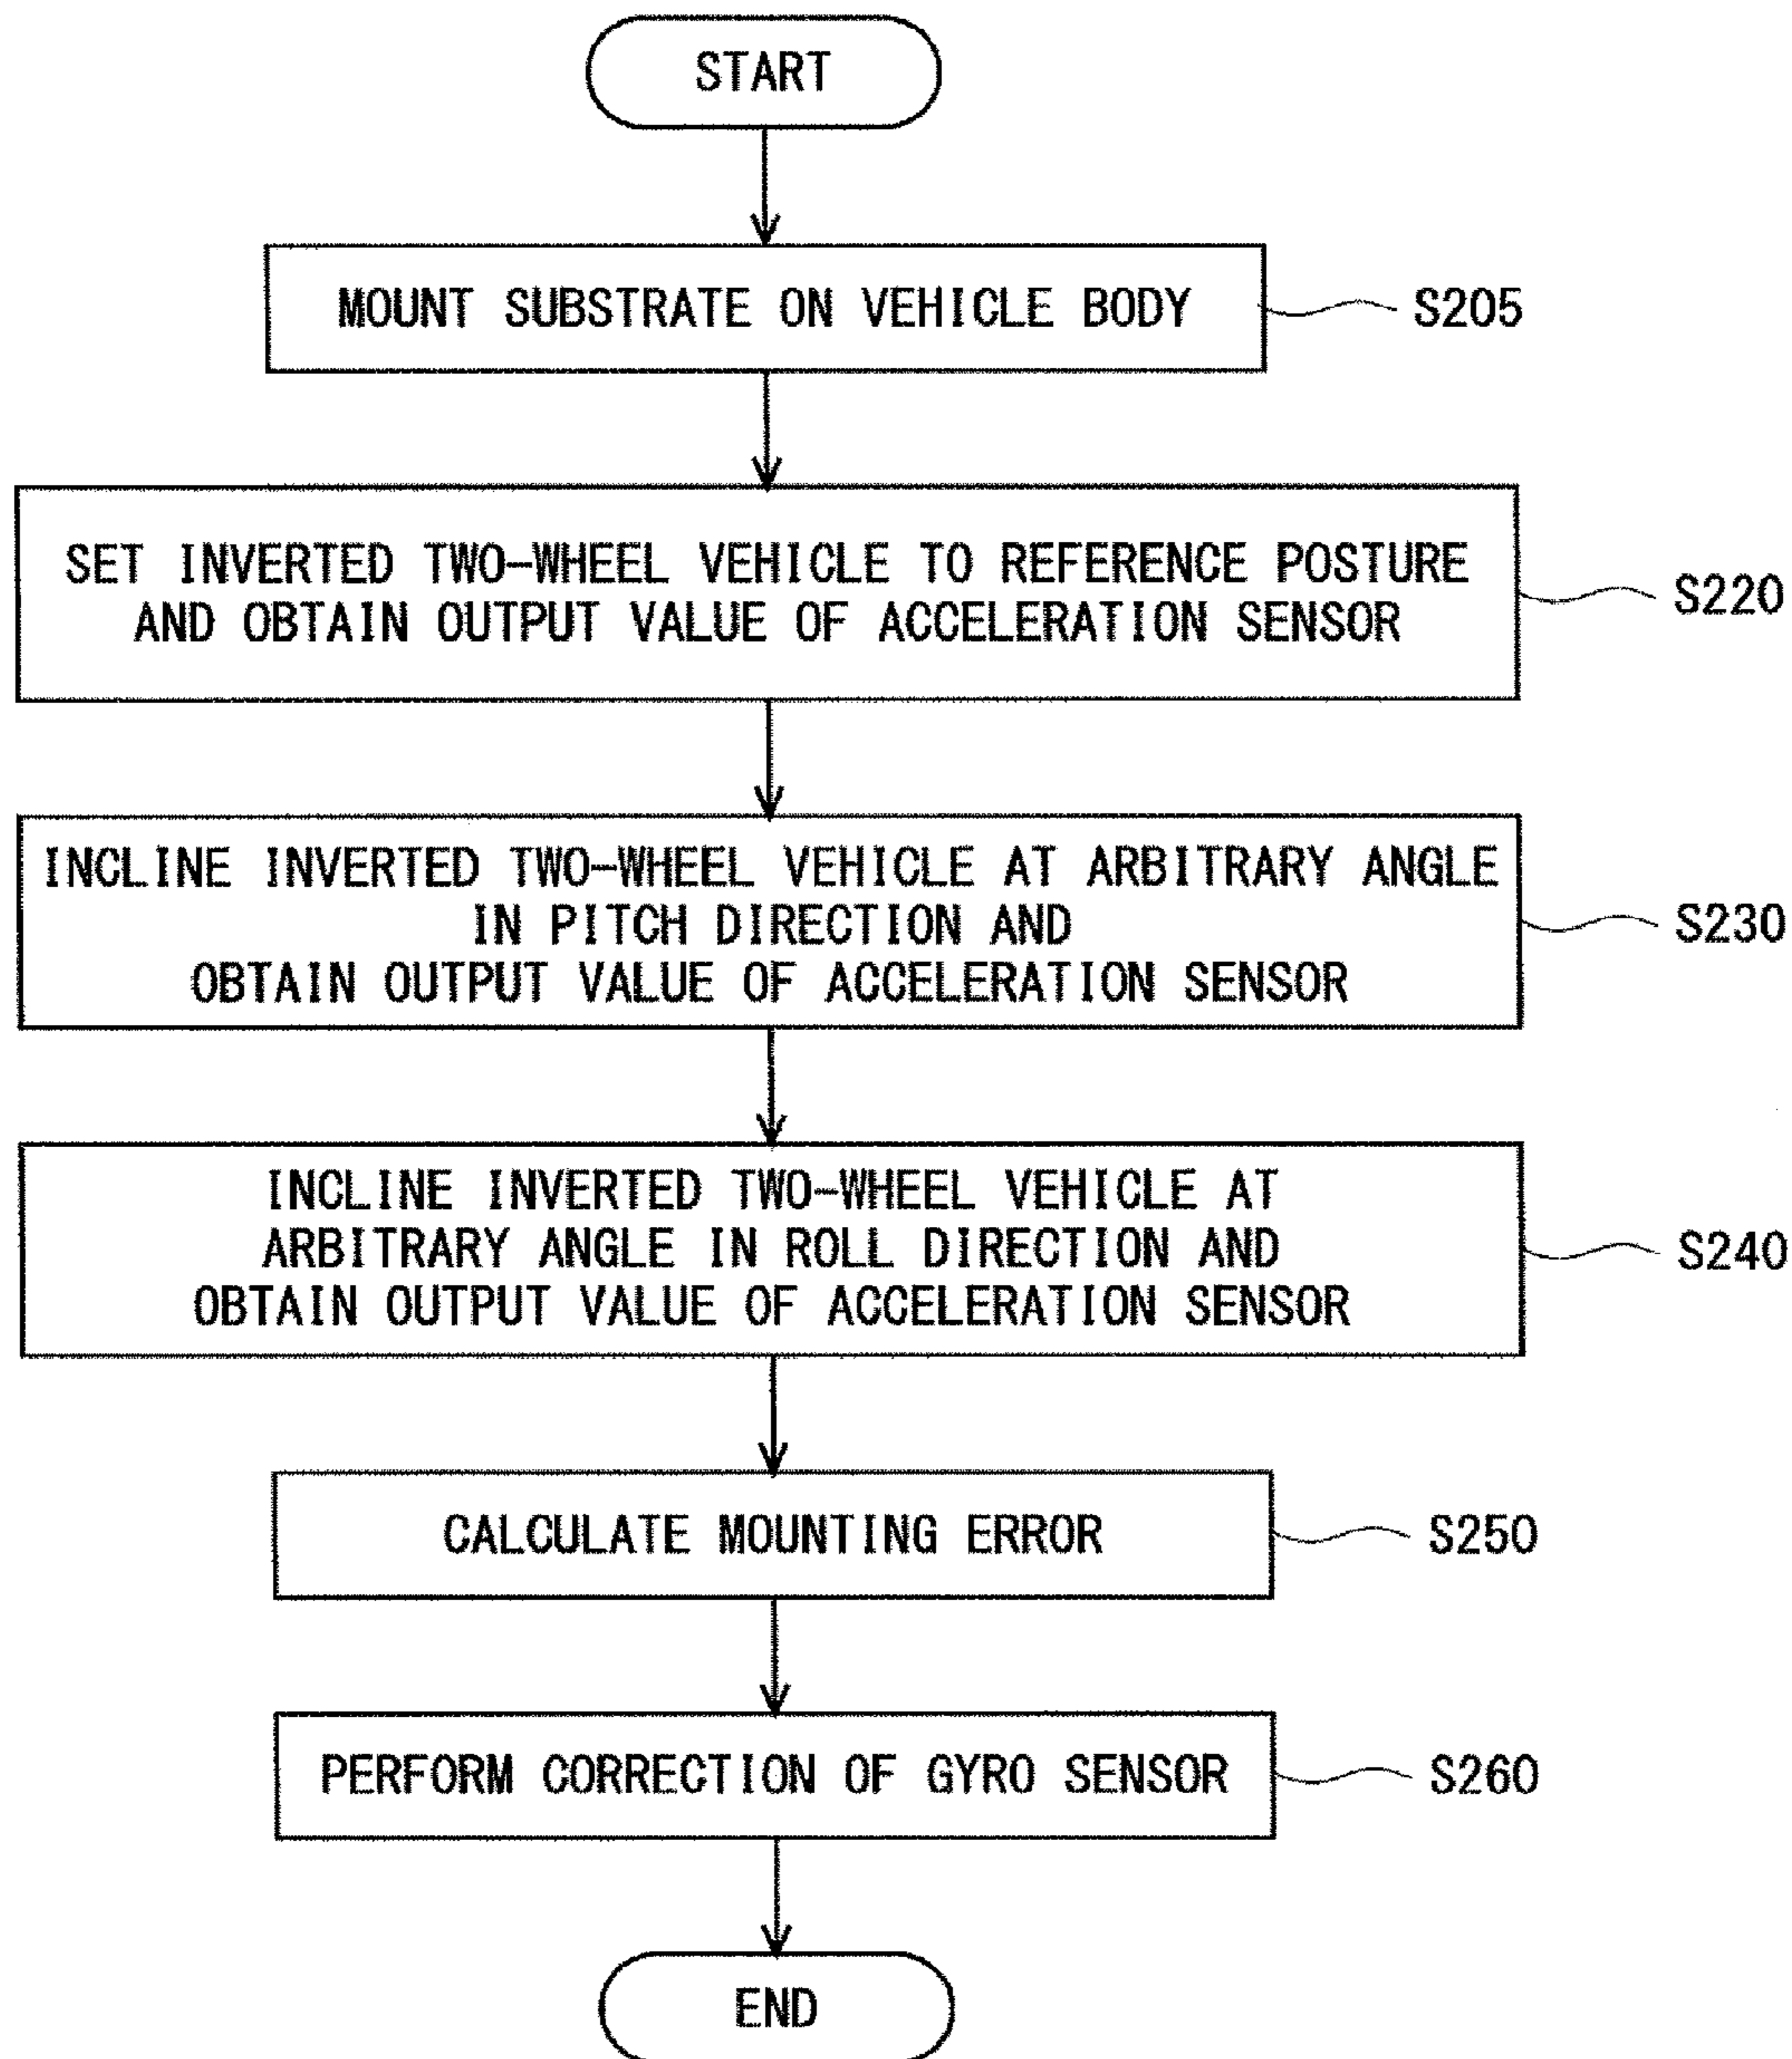 START
MOUNT SUBSTRATE ON VEHICLE BODY
S205
SET INVERTED TWO-WHEEL VEHICLE TO REFERENCE POSTURE
AND OBTAIN OUTPUT VALUE OF ACCELERATION SENSOR
S220
INCLINE INVERTED TWO-WHEEL VEHICLE AT ARBITRARY ANGLE
IN PITCH DIRECTION AND
OBTAIN OUTPUT VALUE OF ACCELERATION SENSOR
S230
INCLINE INVERTED TWO-WHEEL VEHICLE AT
ARBITRARY ANGLE IN ROLL DIRECTION AND
OBTAIN OUTPUT VALUE OF ACCELERATION SENSOR
S240
CALCULATE MOUNTING ERROR
S250
PERFORM CORRECTION OF GYRO SENSOR
S260
END